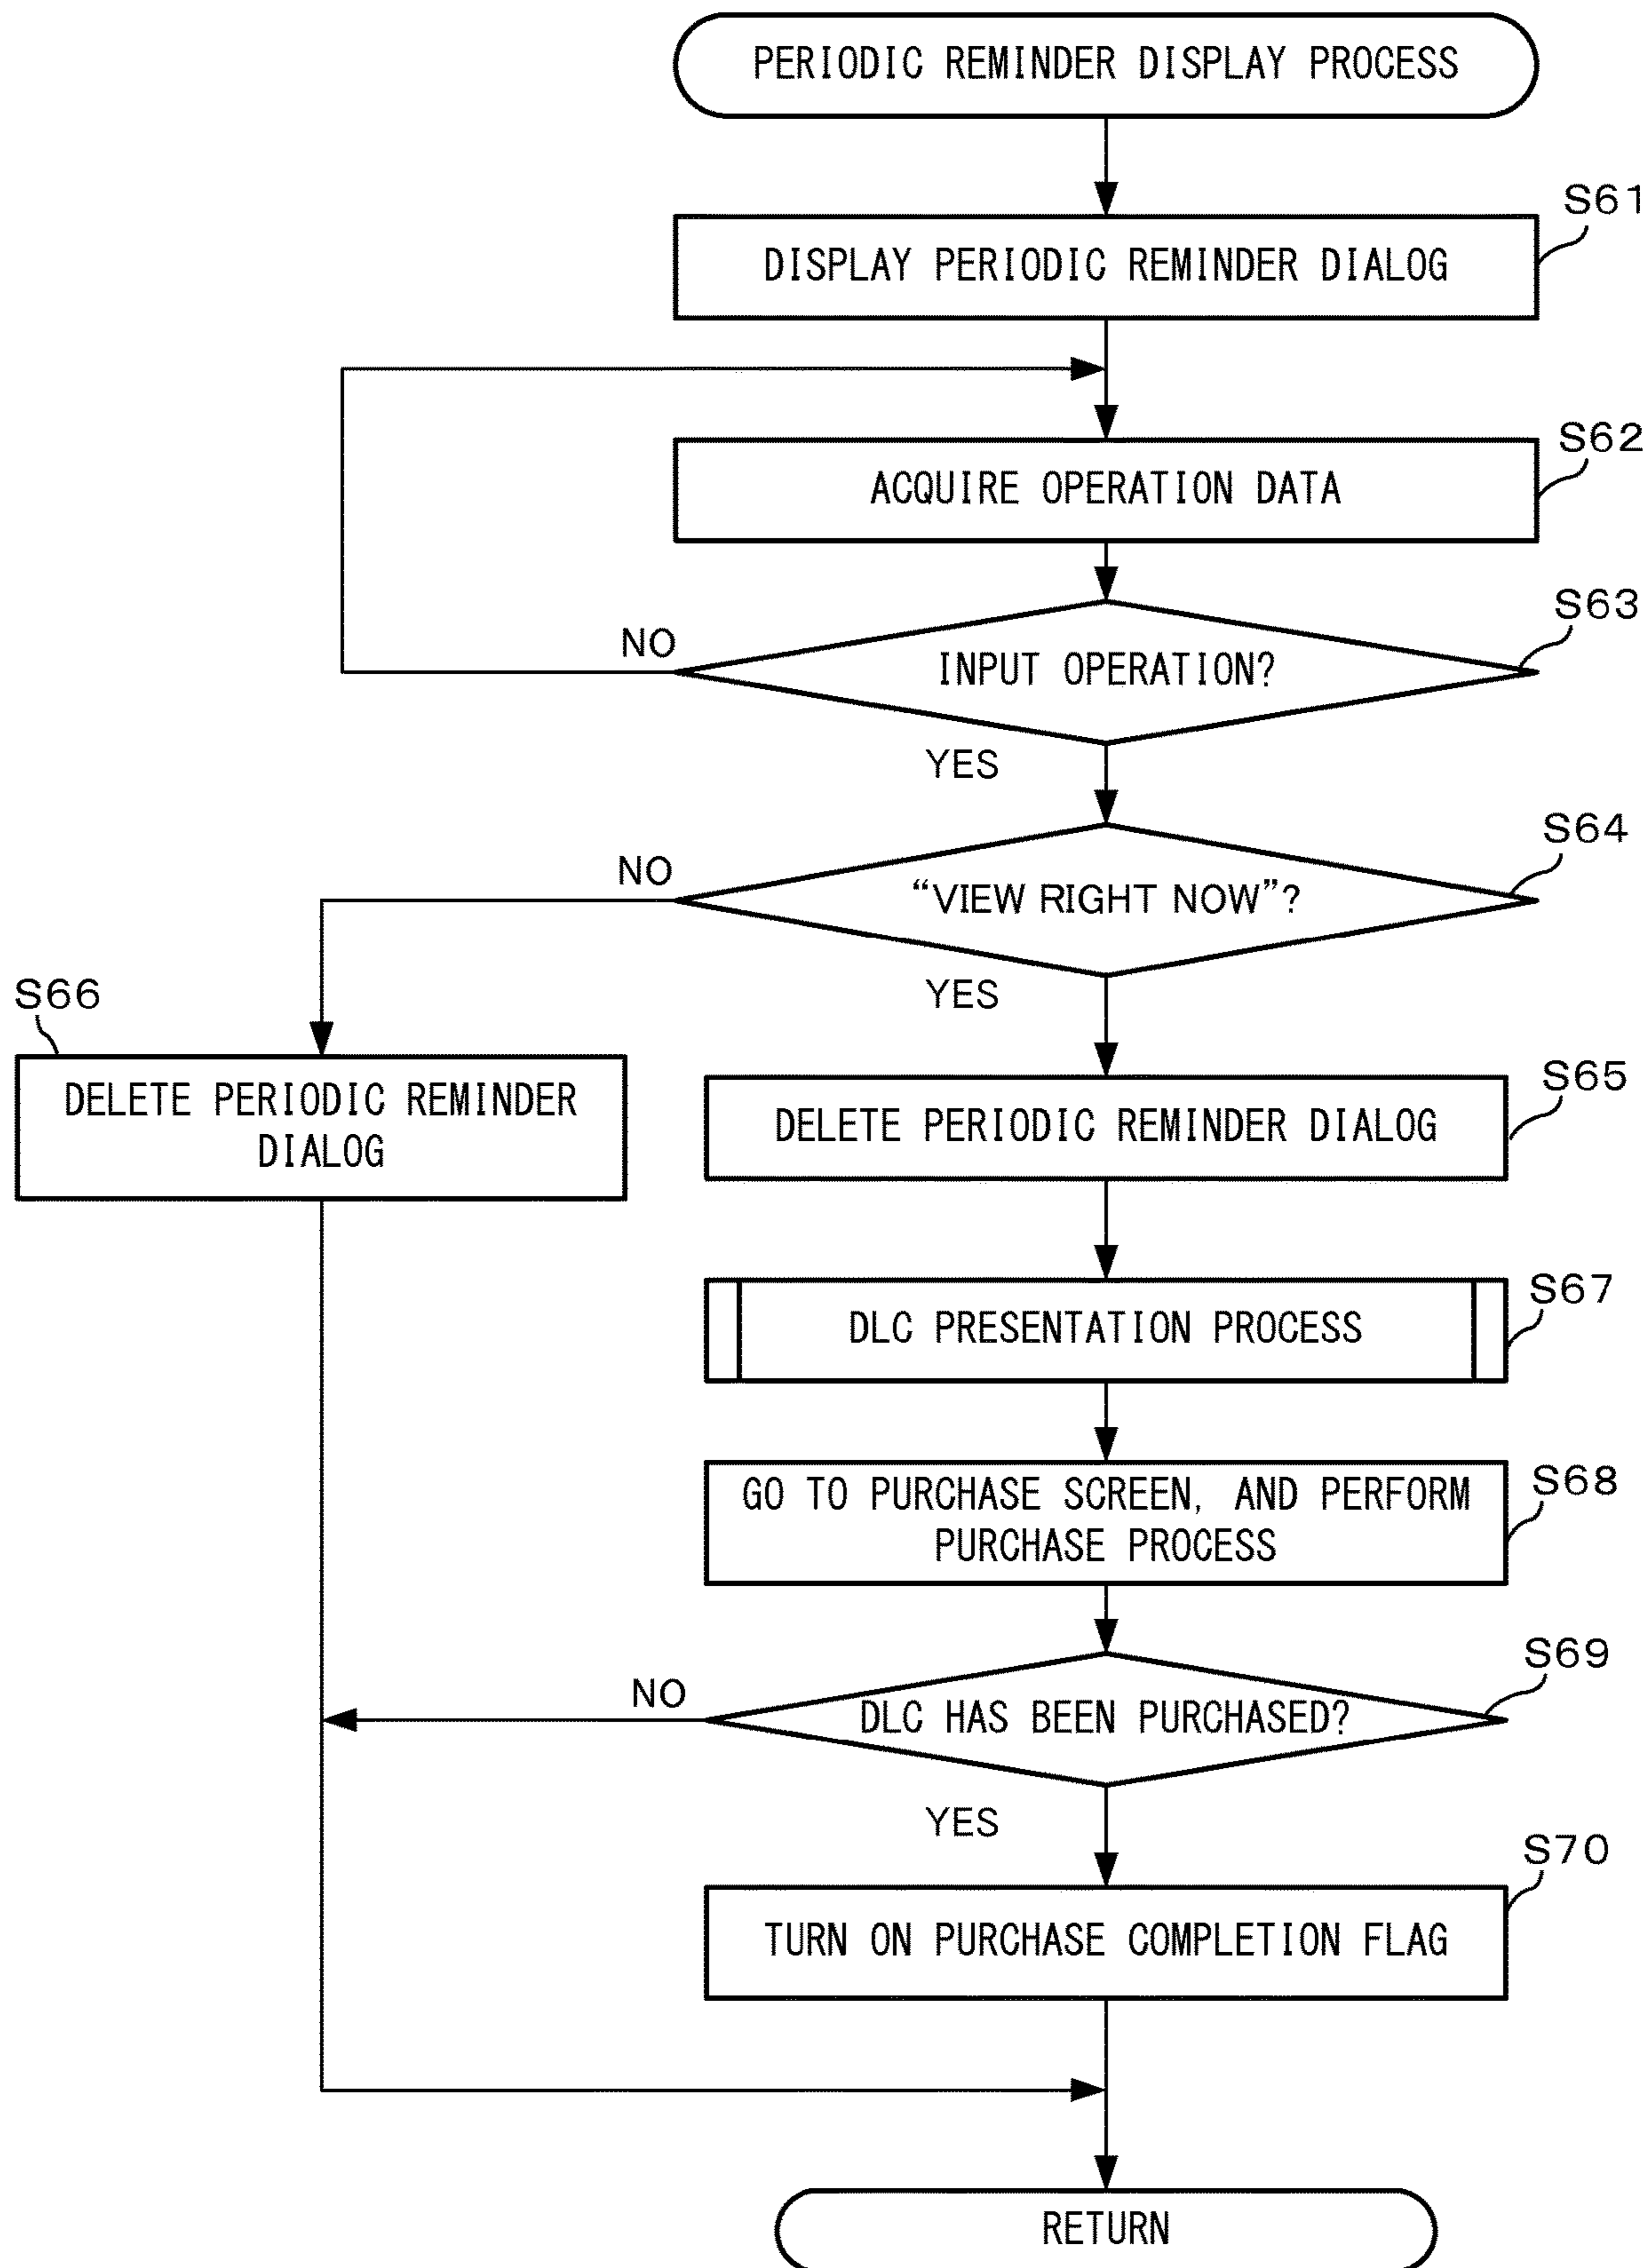 PERIODIC REMINDER DISPLAY PROCESS
S61
DISPLAY PERIODIC REMINDER DIALOG
S62
ACQUIRE OPERATION DATA
S63
NO
INPUT OPERATION?
YES
S64
NO
“VIEW RIGHT NOW”?
YES
S66
DELETE PERIODIC REMINDER
DIALOG
S65
DELETE PERIODIC REMINDER DIALOG
S67
DLC PRESENTATION PROCESS
S68
GO TO PURCHASE SCREEN, AND PERFORM
PURCHASE PROCESS
S69
NO
DLC HAS BEEN PURCHASED?
YES
S70
TURN ON PURCHASE COMPLETION FLAG
RETURN